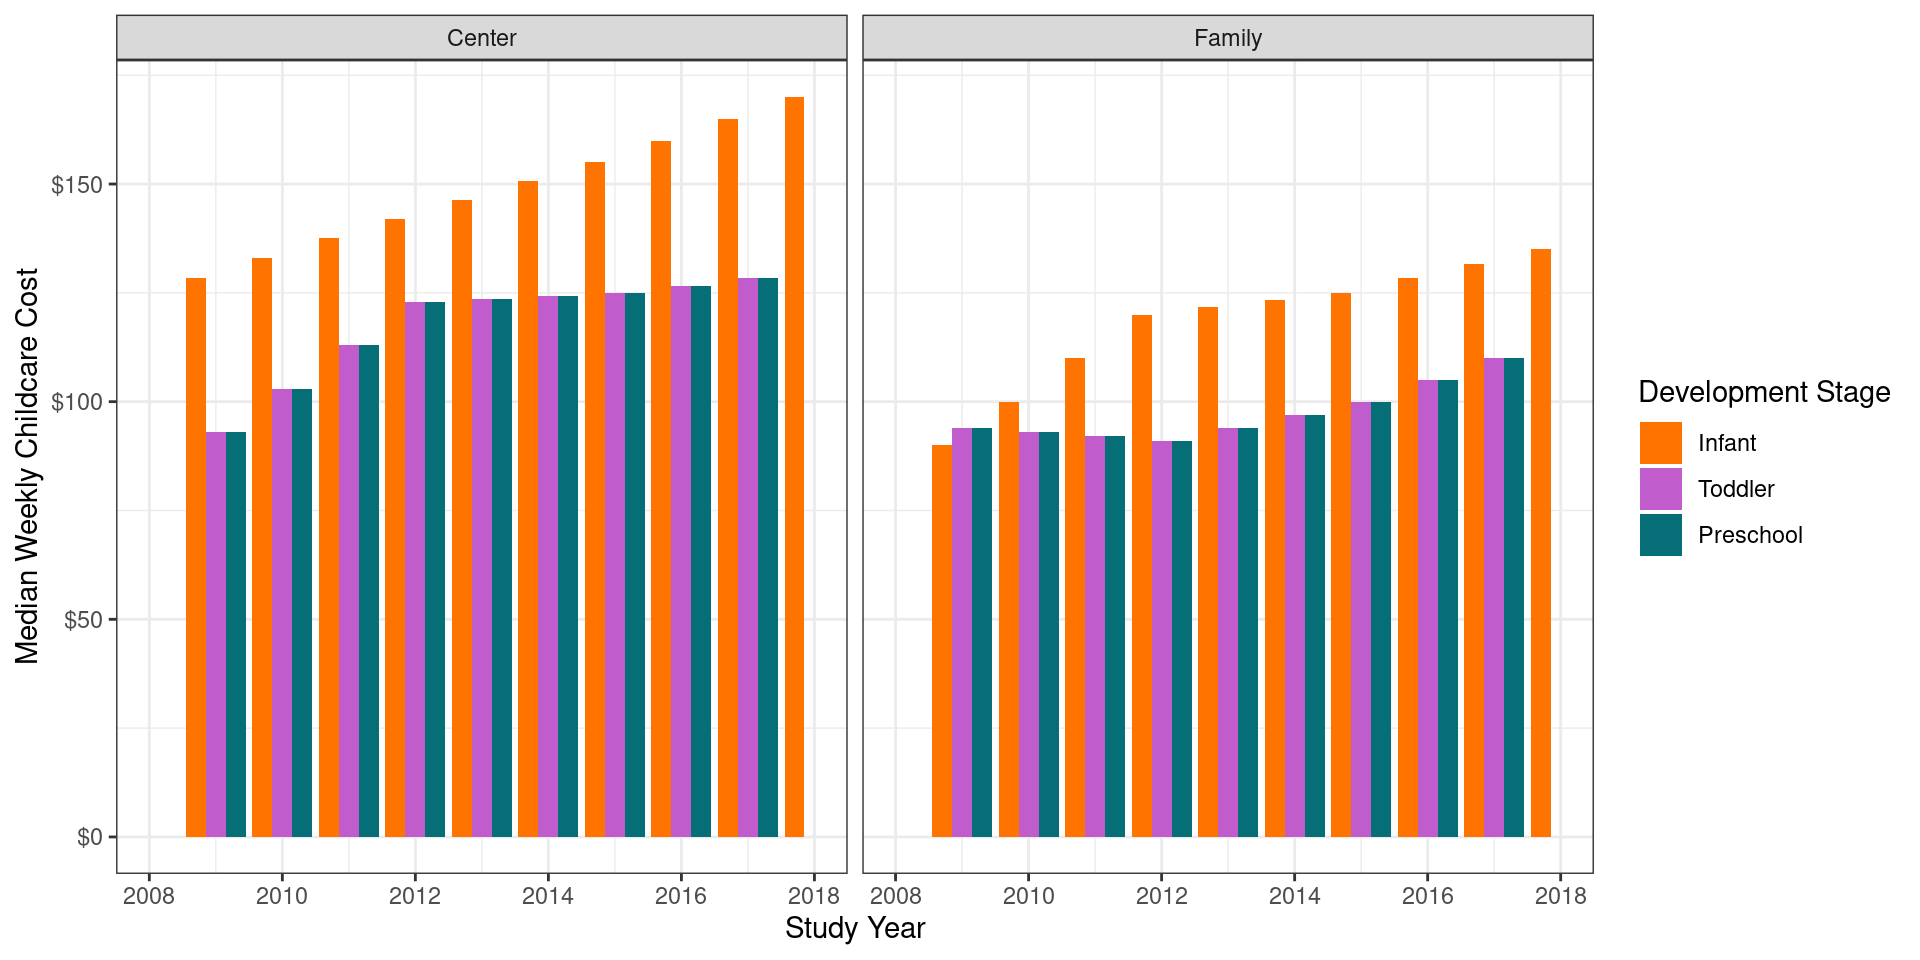 Center
Family
$150
$100
$50
$0
Median Weekly Childcare Cost
2008 2010 2012 2014 2016 2018
2008 2010 2012 2014 2016 2018
Study Year
Development Stage
Infant
Toddler
Preschool